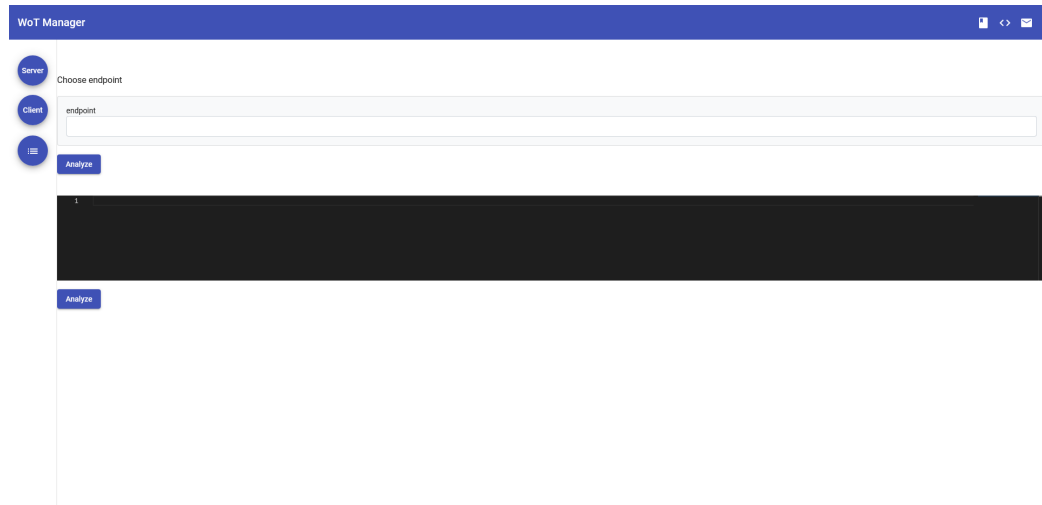 WoT Manager
Server
Client
Choose endpoint
endpoint
Analyze
1
Analyze